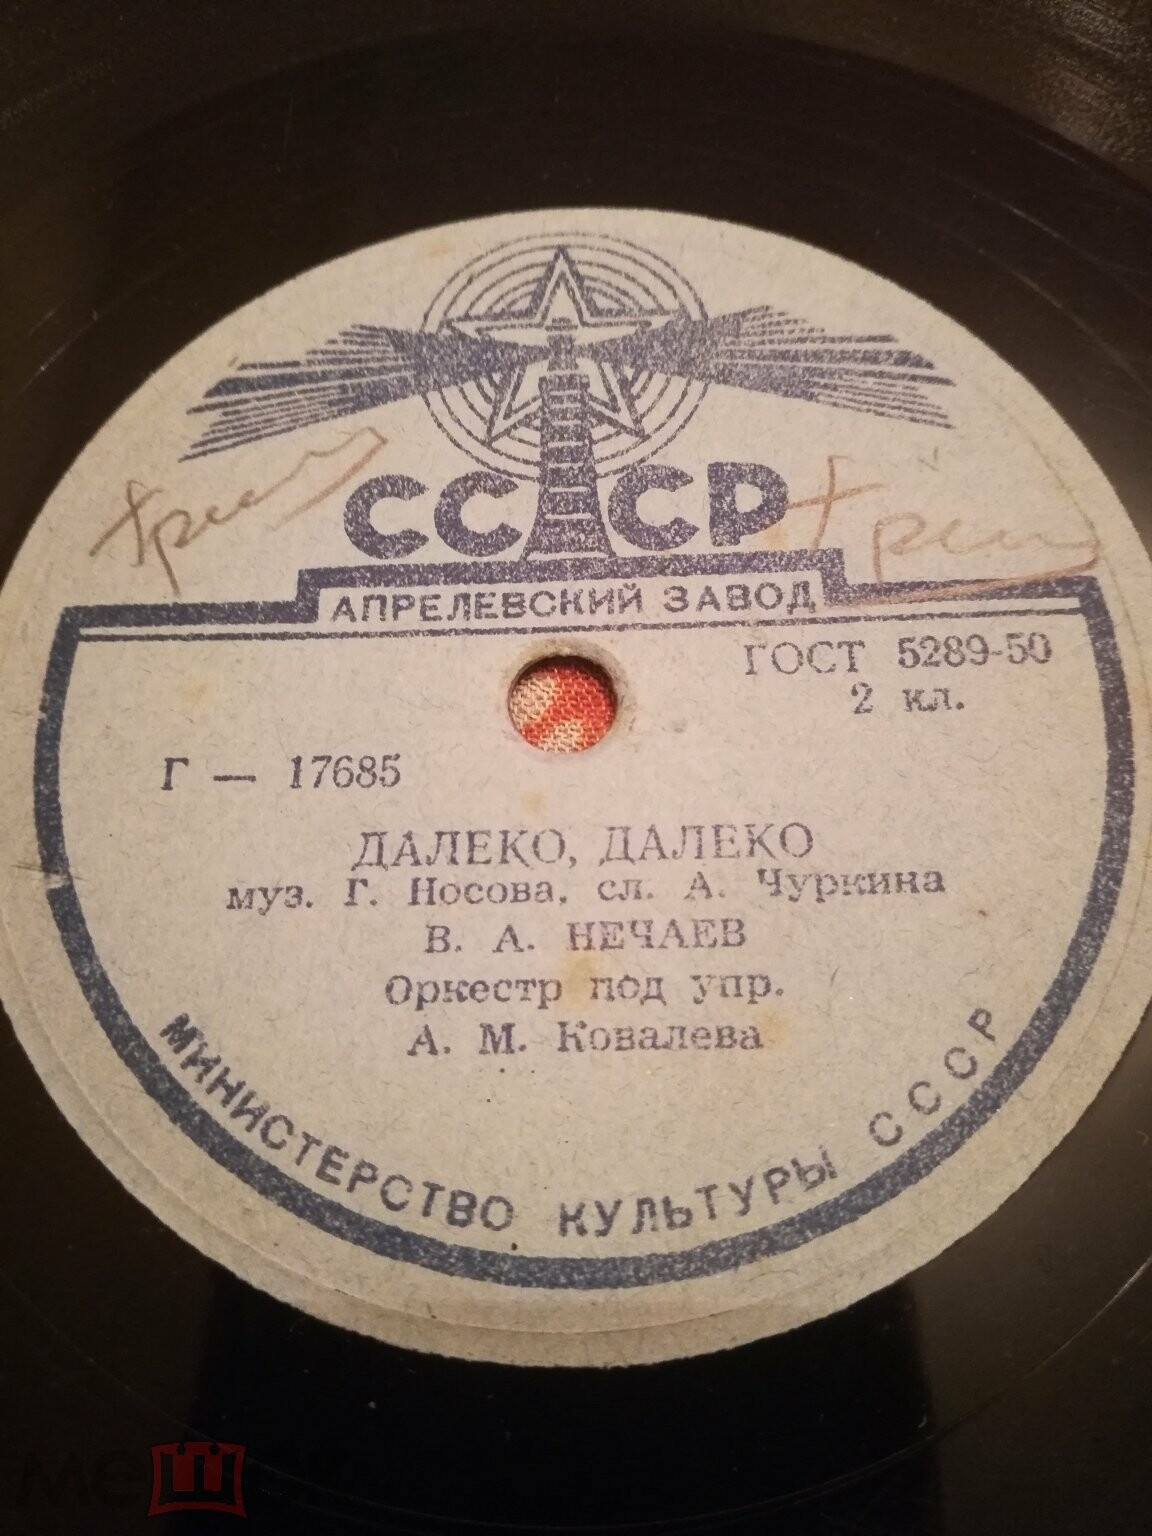 СССР
АПРЕЛЕВСКИЙ ЗАВОД
ГОСТ 5289-50
2 кл.
Г — 17685
ДАЛЕКО, ДАЛЕКО
муз. Г. Носова, сл. А. Чуркина
В. А. НЕЧАЕВ
Оркестр под упр.
А. М. Ковалева
МИНИСТЕРСТВО КУЛЬТУРЫ СССР